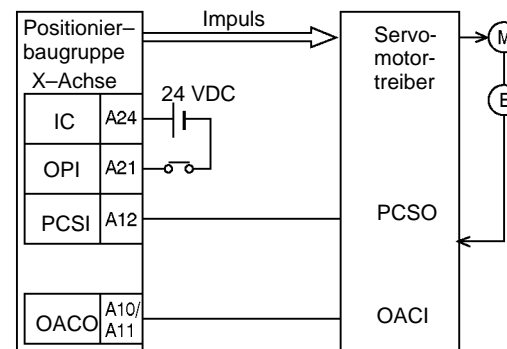 Positionier–
baugruppe
X–Achse
Impuls
Servo-
motor-
treiber
M
E
24 VDC
IC A24
OPI A21
PCSI A12
PCSO
OACO A10/
A11
OACI